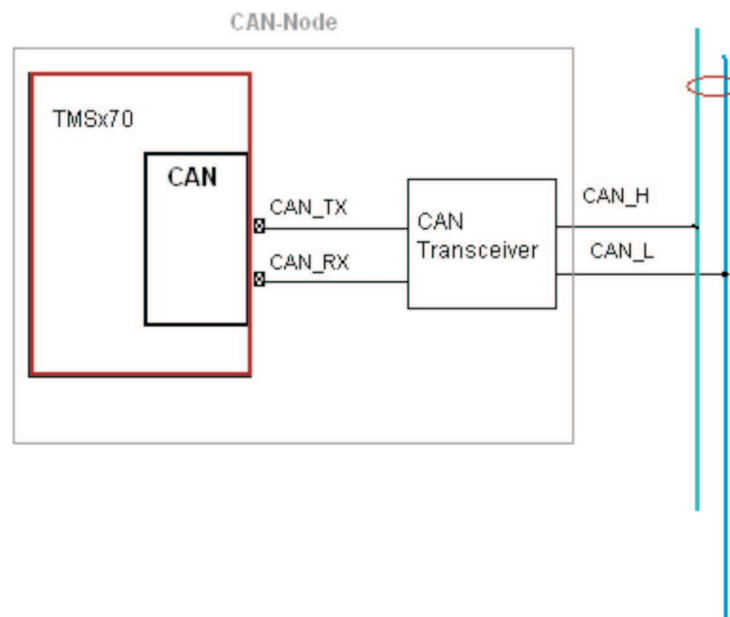 CAN-Node
TMSx70
CAN
CAN_TX
CAN_RX
CAN
Transceiver
CAN_H
CAN_L